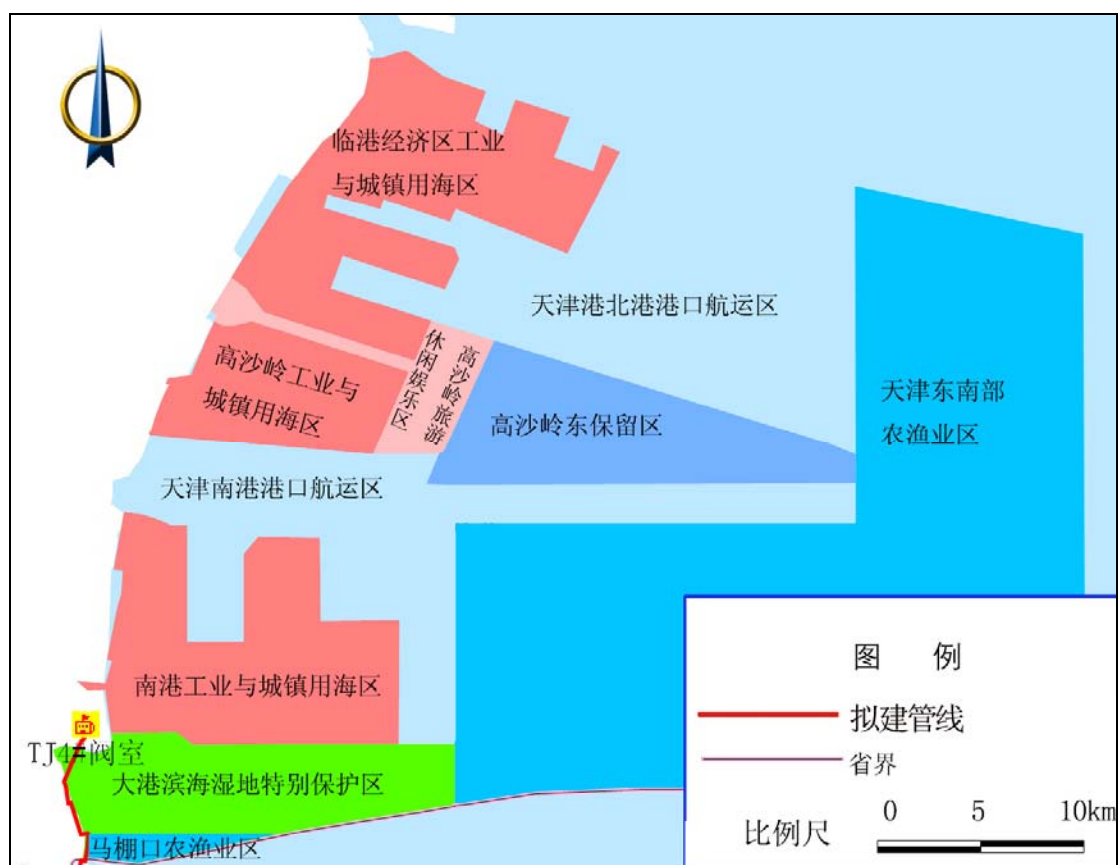 临港经济区工业
与城镇用海区
天津港北港港口航运区
高沙岭旅游
休闲娱乐区
高沙岭工业与
城镇用海区
高沙岭东保留区
天津东南部
农渔业区
天津南港港口航运区
南港工业与城镇用海区
TJ4#阀室
大港滨海湿地特别保护区
马棚口农渔业区
图 例
拟建管线
省界
比例尺
0 5 10km